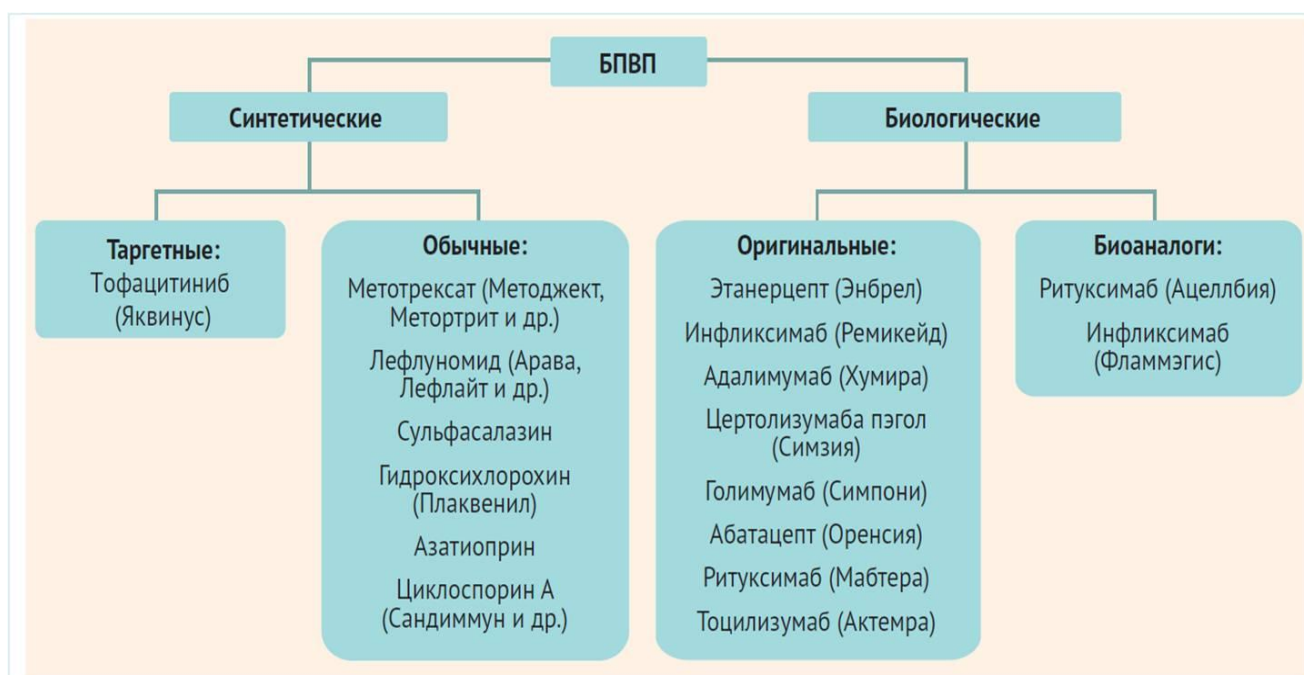 БПВП
Синтетические
Биологические
Таргетные:
Тофацитиниб
(Яквинус)
Обычные:
Метотрексат (Методжект,
Метортрит и др.)
Лефлуномид (Арава,
Лефлайт и др.)
Сульфасалазин
Гидроксихлорохин
(Плаквенил)
Азатиоприн
Циклоспорин А
(Сандиммун и др.)
Оригинальные:
Этанерцепт (Энбрел)
Инфликсимаб (Ремикейд)
Адалимумаб (Хумира)
Цертолизумаба пэгол
(Симзия)
Голимумаб (Симпони)
Абатацепт (Оренсия)
Ритуксимаб (Мабтера)
Тоцилизумаб (Актемра)
Биоаналоги:
Ритуксимаб (Ацеллбия)
Инфликсимаб
(Фламмэгис)